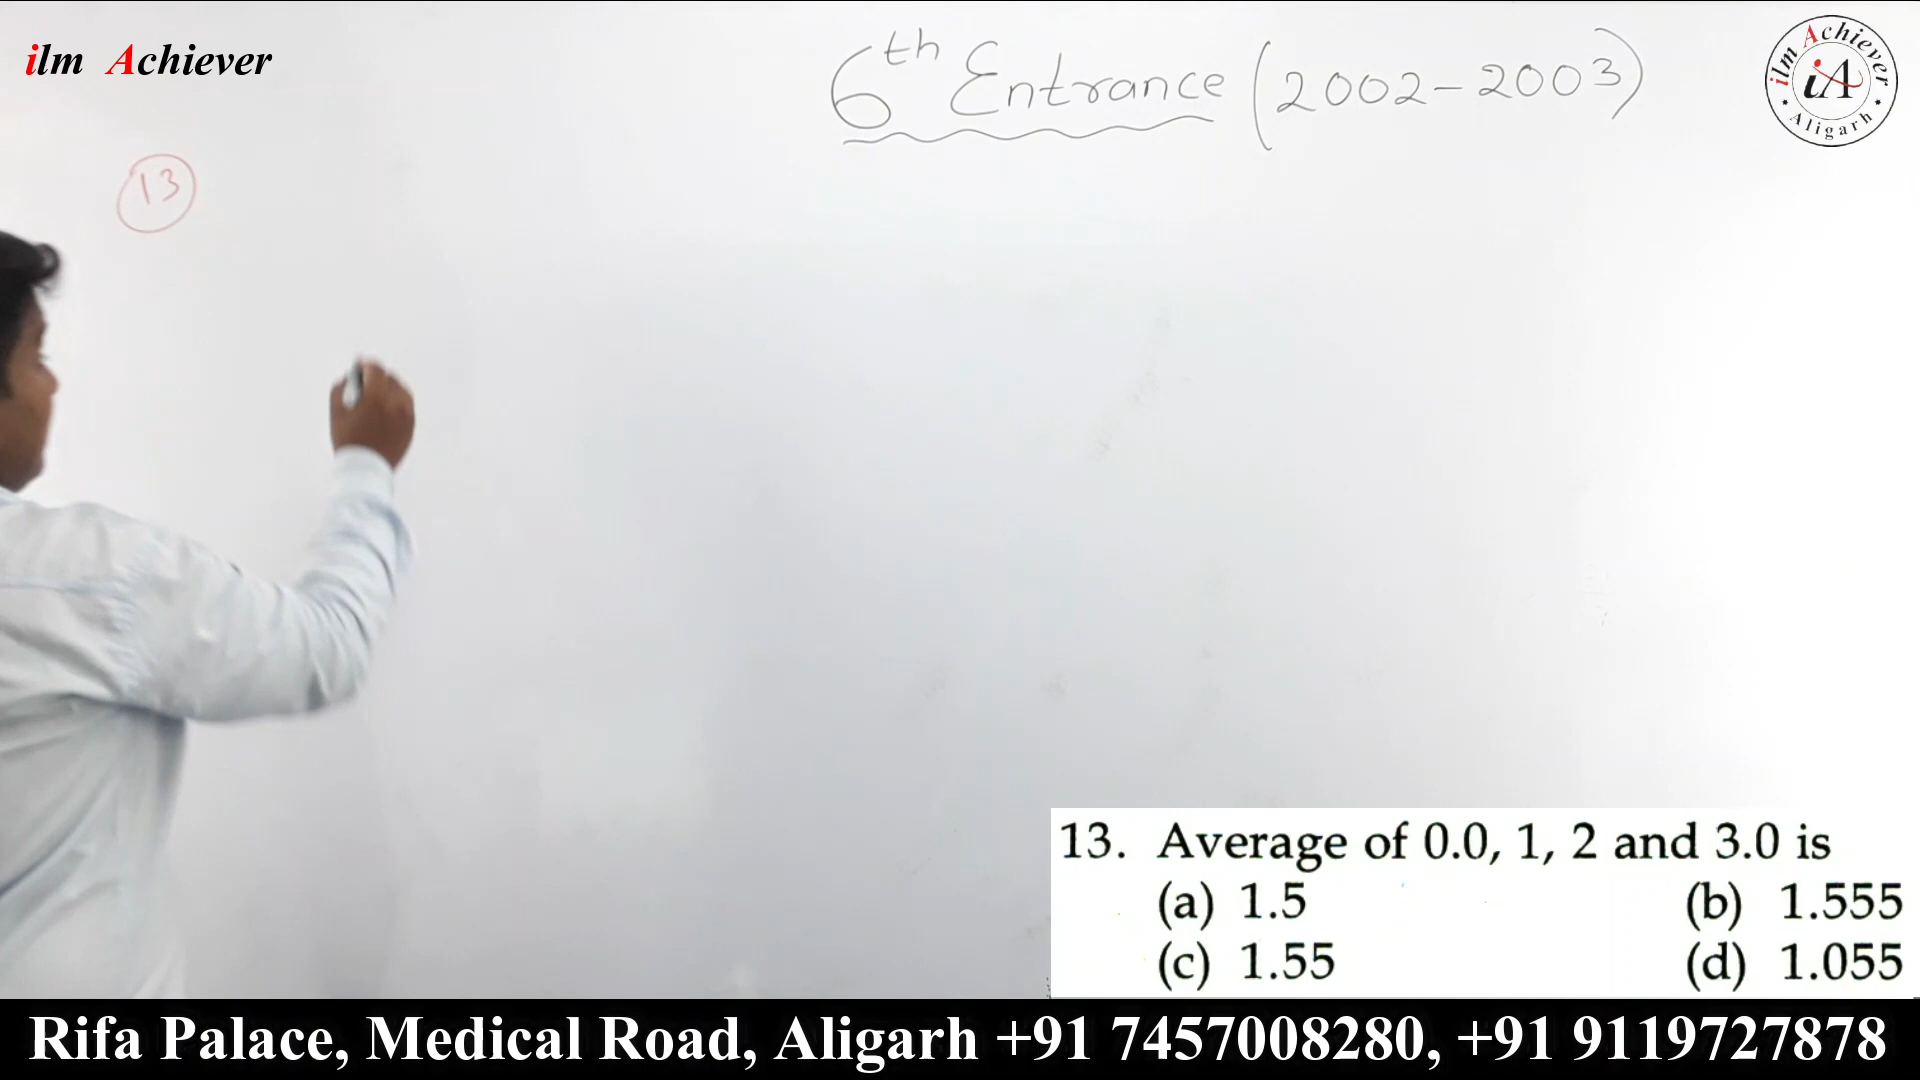 ilm Achiever
6th Entrance (2002-2003)
ilm Achiever
iA
Aligarh
13
13. Average of 0.0, 1, 2 and 3.0 is
(a) 1.5 (b) 1.555
(c) 1.55 (d) 1.055
Rifa Palace, Medical Road, Aligarh +91 7457008280, +91 9119727878